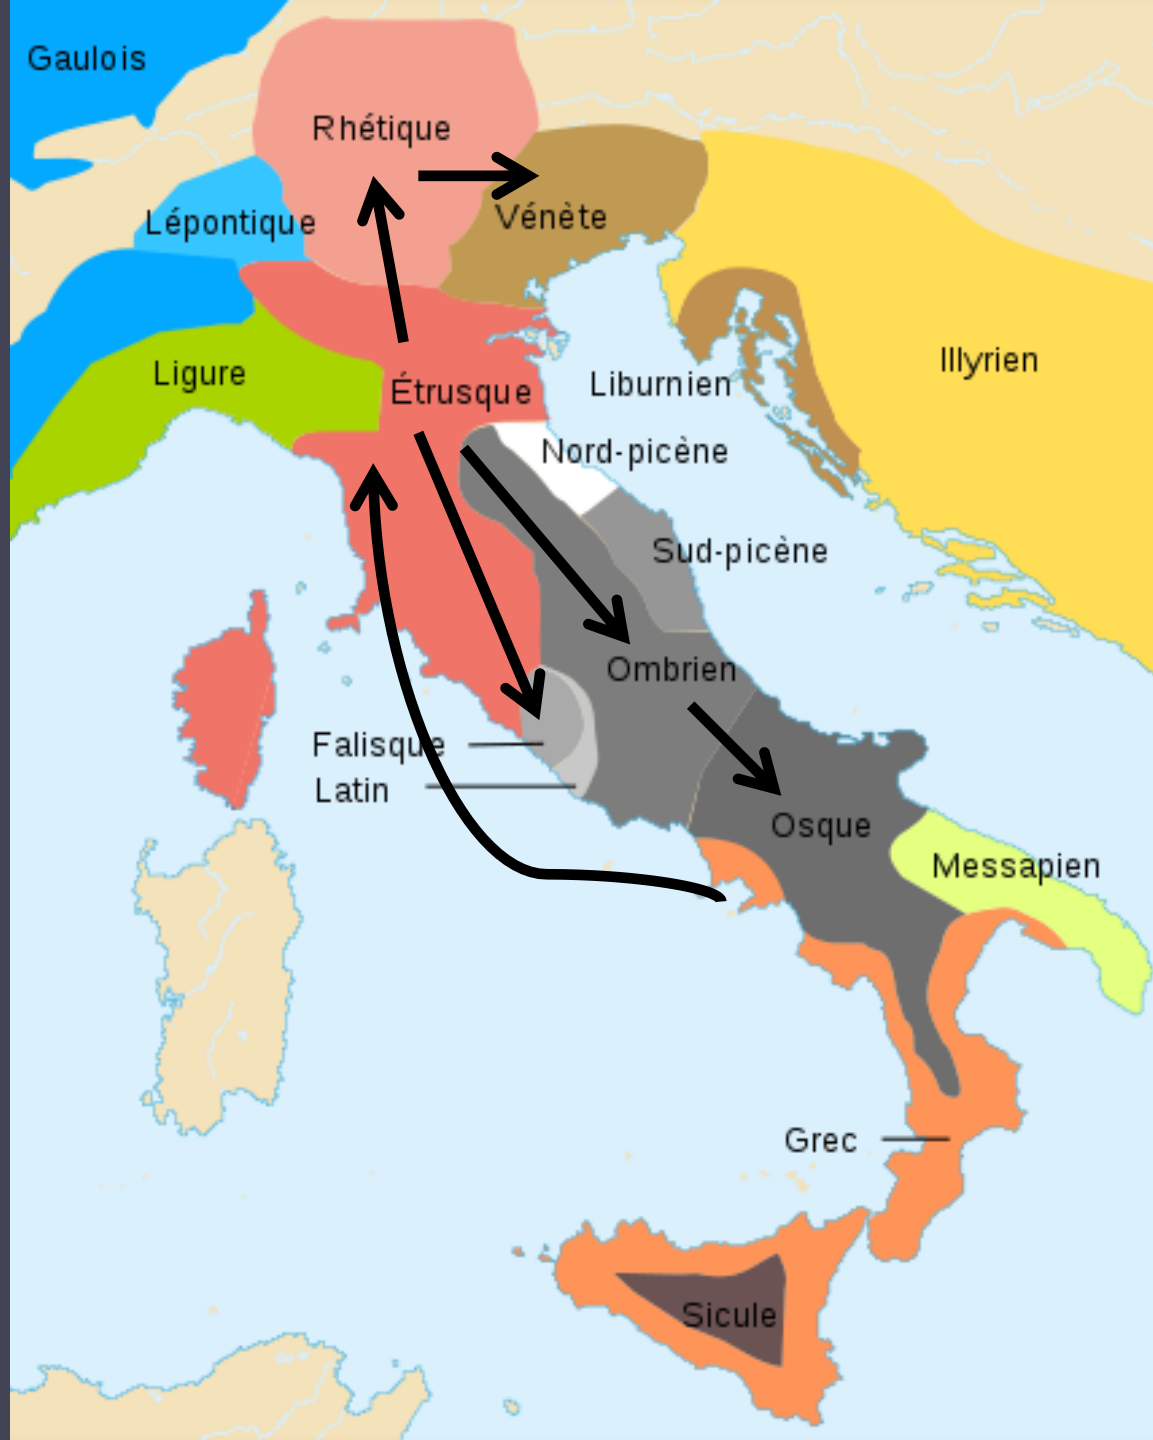 Gaulois
Rhétique
Lépontique
Vénète
Ligure
Étrusque
Liburnien
Illyrien
Nord-picène
Sud-picène
Ombrien
Falisque
Latin
Osque
Messapien
Grec
Sicule